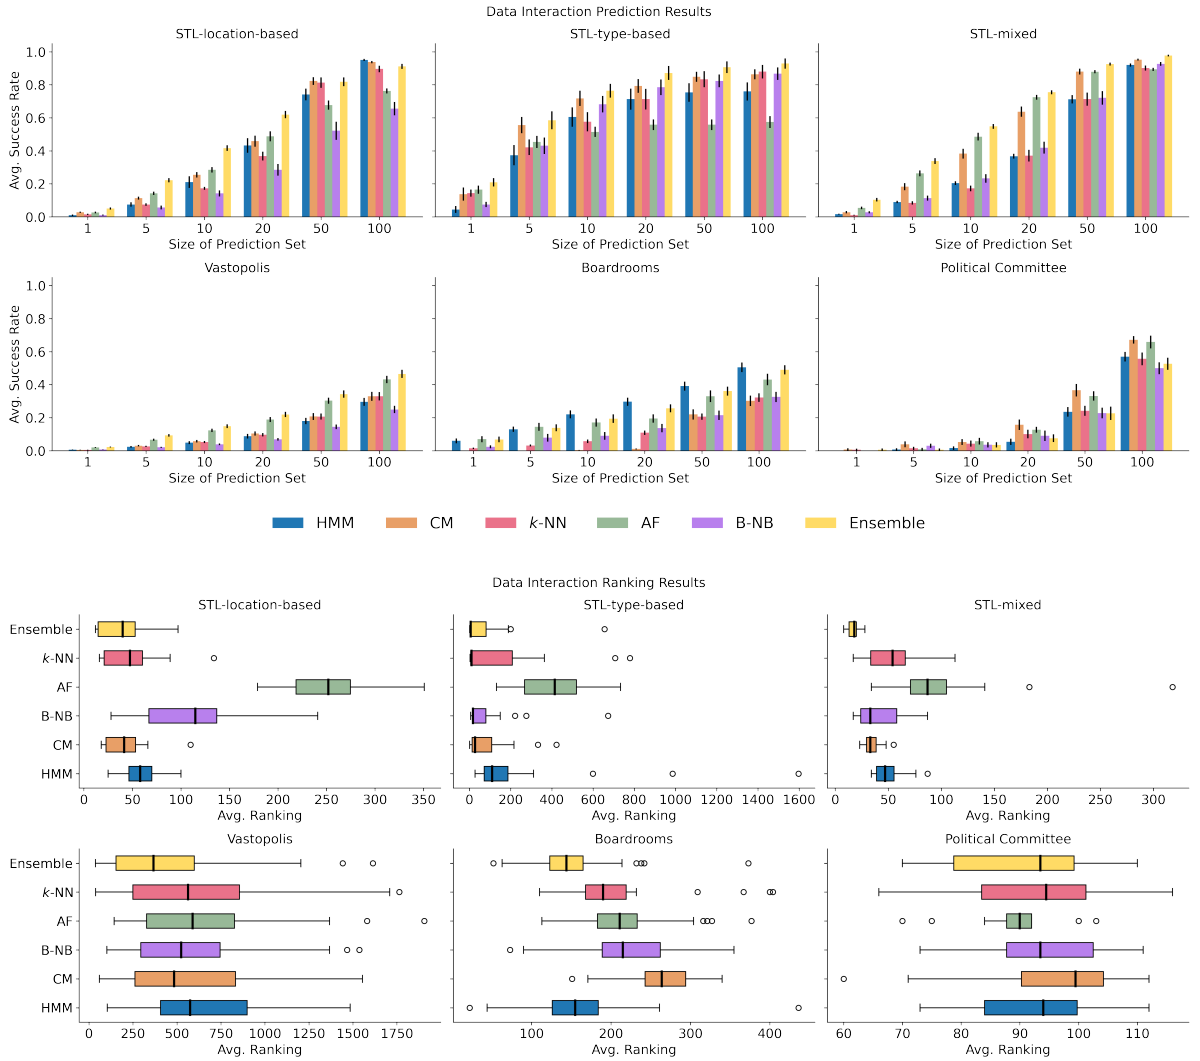 Data Interaction Prediction Results
STL-location-based STL-type-based STL-mixed
1.0
0.8
0.6
0.4
0.2
0.0
Avg. Success Rate
1 5 10 20 50 100 1 5 10 20 50 100 1 5 10 20 50 100
Size of Prediction Set Size of Prediction Set Size of Prediction Set
Vastopolis Boardrooms Political Committee
1.0
0.8
0.6
0.4
0.2
0.0
Avg. Success Rate
1 5 10 20 50 100 1 5 10 20 50 100 1 5 10 20 50 100
Size of Prediction Set Size of Prediction Set Size of Prediction Set
HMM CM k-NN AF B-NB Ensemble
Data Interaction Ranking Results
STL-location-based STL-type-based STL-mixed
Ensemble
k-NN
AF
B-NB
CM
HMM
0 50 100 150 200 250 300 350 0 200 400 600 800 1000 1200 1400 1600 0 50 100 150 200 250 300
Avg. Ranking Avg. Ranking Avg. Ranking
Vastopolis Boardrooms Political Committee
Ensemble
k-NN
AF
B-NB
CM
HMM
0 250 500 750 1000 1250 1500 1750 100 200 300 400 60 70 80 90 100 110
Avg. Ranking Avg. Ranking Avg. Ranking